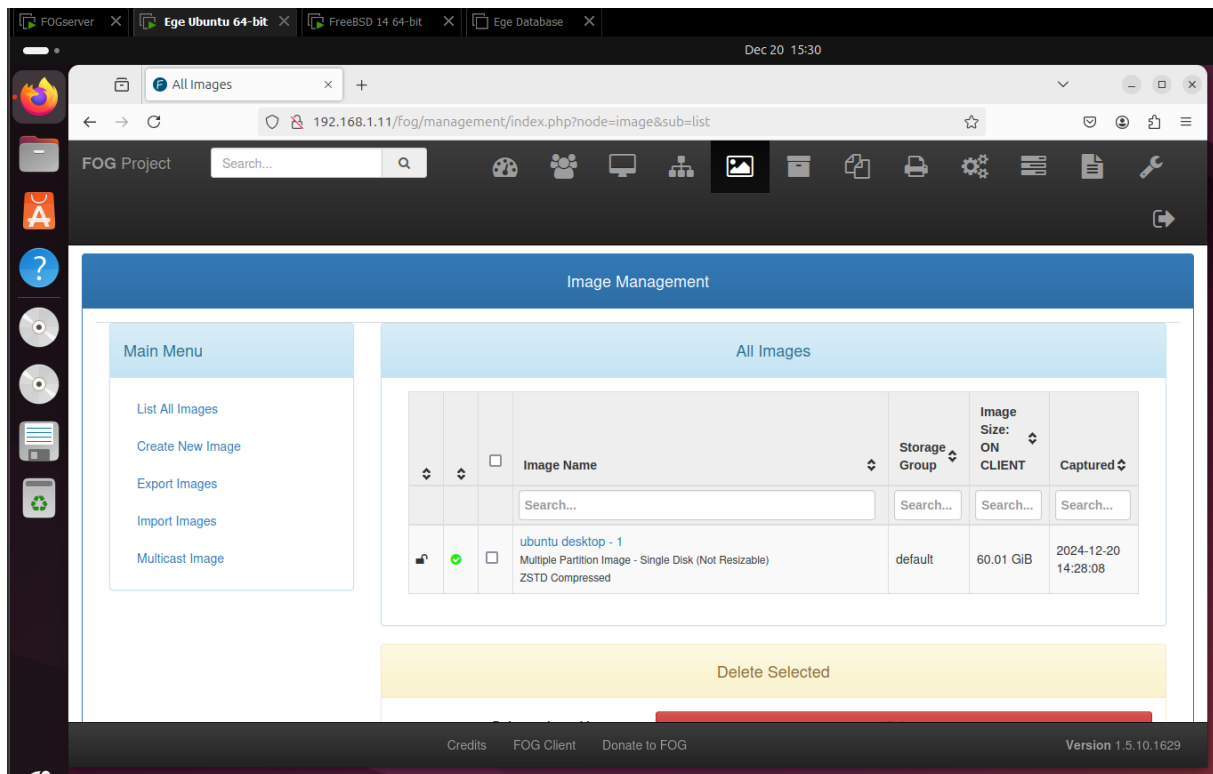 FOGserver
Ege Ubuntu 64-bit
FreeBSD 14 64-bit
Ege Database
Dec 20 15:30
All Images
192.168.1.11/fog/management/index.php?node=image&sub=list
FOG Project
Search...
Image Management
Main Menu
List All Images
Create New Image
Export Images
Import Images
Multicast Image
All Images
Image Name
Storage
Group
Image
Size:
ON
CLIENT
Captured
Search...
Search...
Search...
Search...
ubuntu desktop - 1
Multiple Partition Image - Single Disk (Not Resizable)
ZSTD Compressed
default
60.01 GiB
2024-12-20
14:28:08
Delete Selected
Credits
FOG Client
Donate to FOG
Version 1.5.10.1629